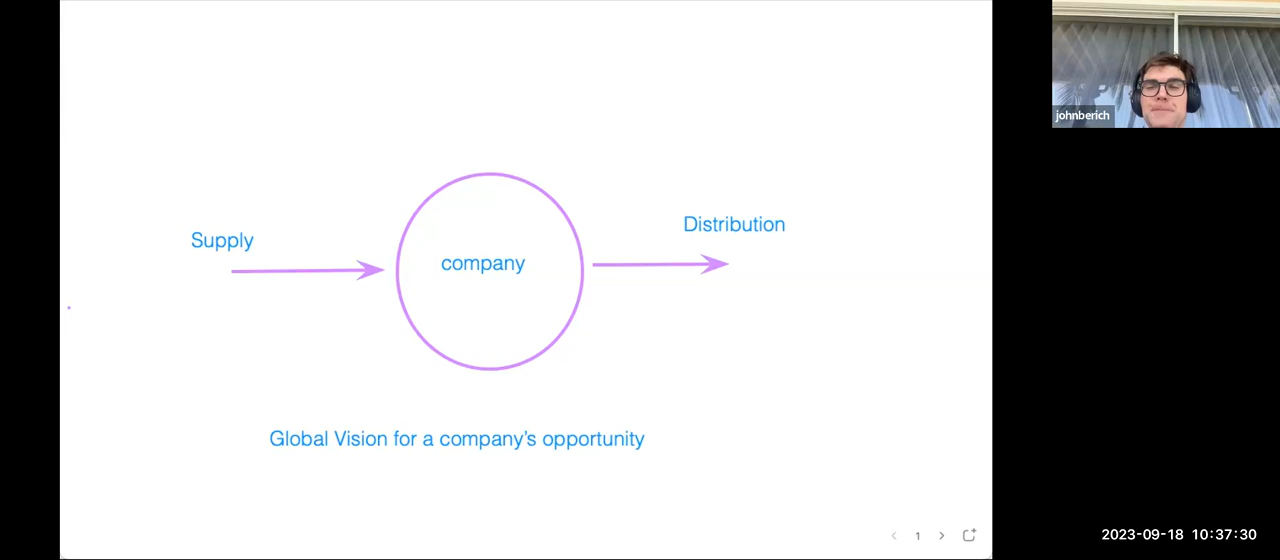 johnberich
Distribution
Supply
company
Global Vision for a company's opportunity
1
2023-09-18 10:37:30